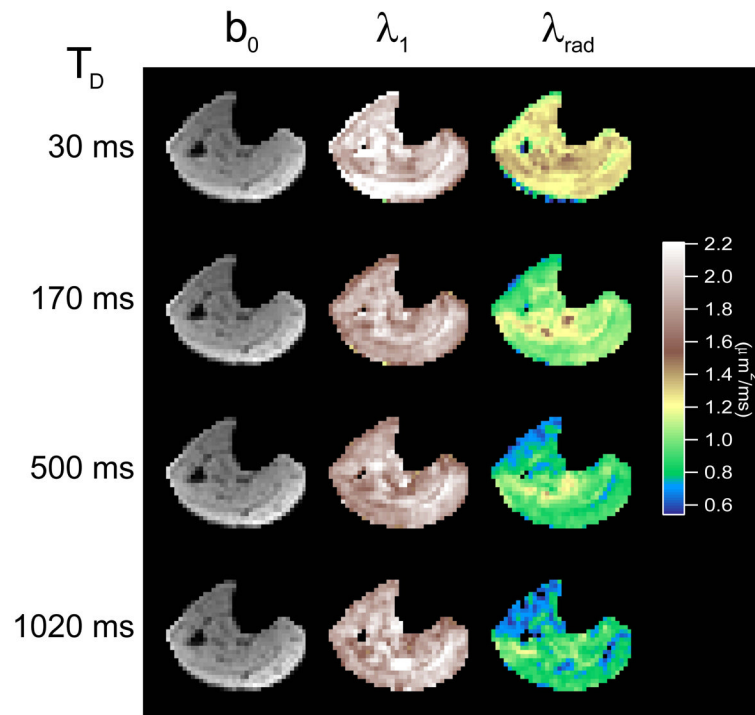 b₀ λ₁ λrad
T_D
30 ms
170 ms
500 ms
1020 ms
2.2
2.0
1.8
1.6
1.4
1.2
1.0
0.8
0.6
(μm²/ms)